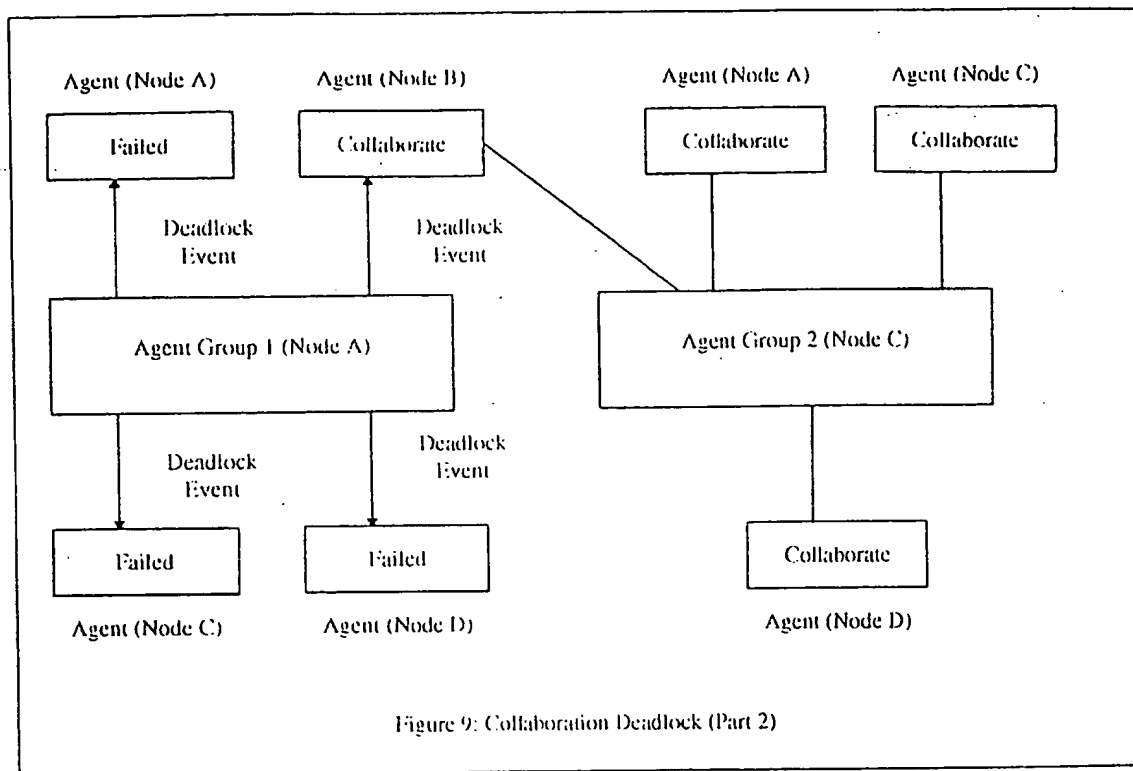 Agent (Node A)
Agent (Node B)
Agent (Node A)
Agent (Node C)
Failed
Collaborate
Collaborate
Collaborate
Deadlock
Event
Deadlock
Event
Agent Group 1 (Node A)
Agent Group 2 (Node C)
Deadlock
Event
Deadlock
Event
Failed
Failed
Collaborate
Agent (Node C)
Agent (Node D)
Agent (Node D)
Figure 9: Collaboration Deadlock (Part 2)